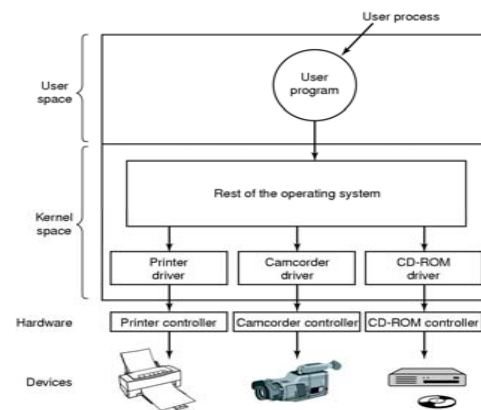 User process
User
space
User
program
Kernel
space
Rest of the operating system
Printer
driver
Camcorder
driver
CD-ROM
driver
Hardware
Printer controller
Camcorder controller
CD-ROM controller
Devices